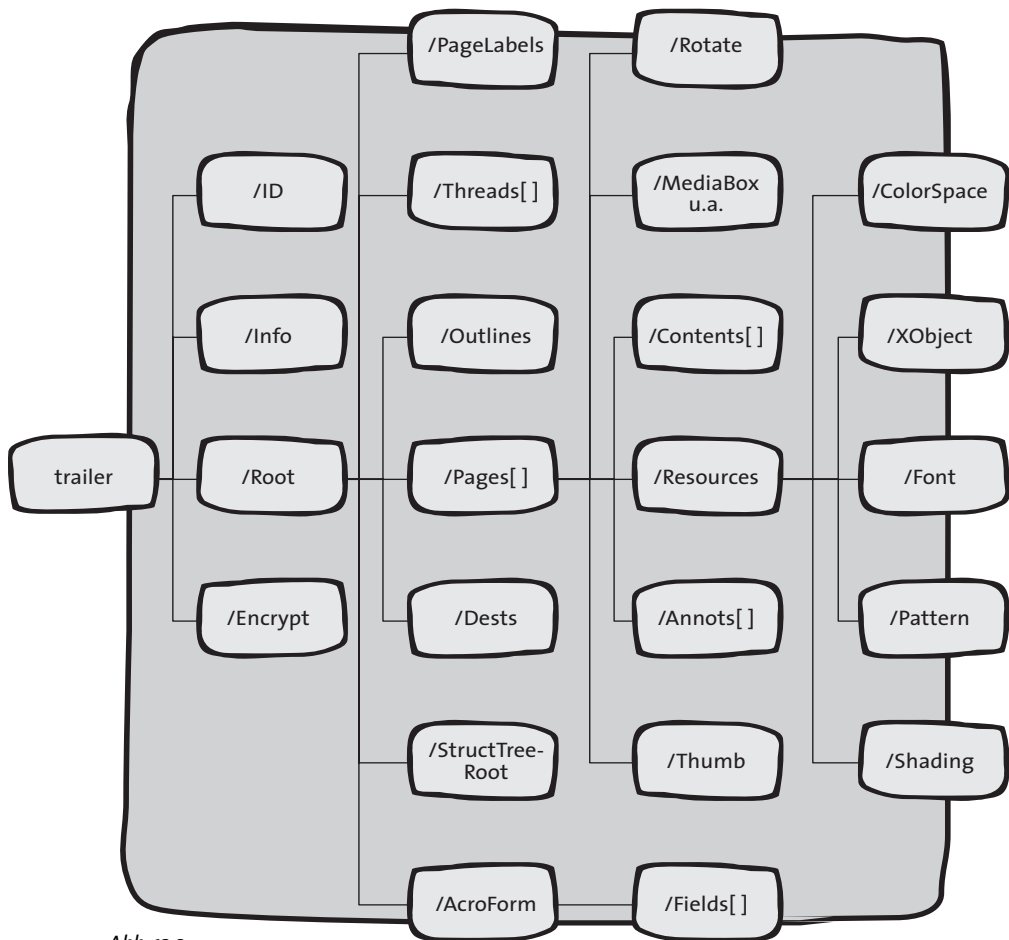 /PageLabels
/Rotate
/ID
/Threads[ ]
/MediaBox
u.a.
/ColorSpace
/Info
/Outlines
/Contents[ ]
/XObject
trailer
/Root
/Pages[ ]
/Resources
/Font
/Encrypt
/Dests
/Annots[ ]
/Pattern
/StructTree-
Root
/Thumb
/Shading
/AcroForm
/Fields[ ]